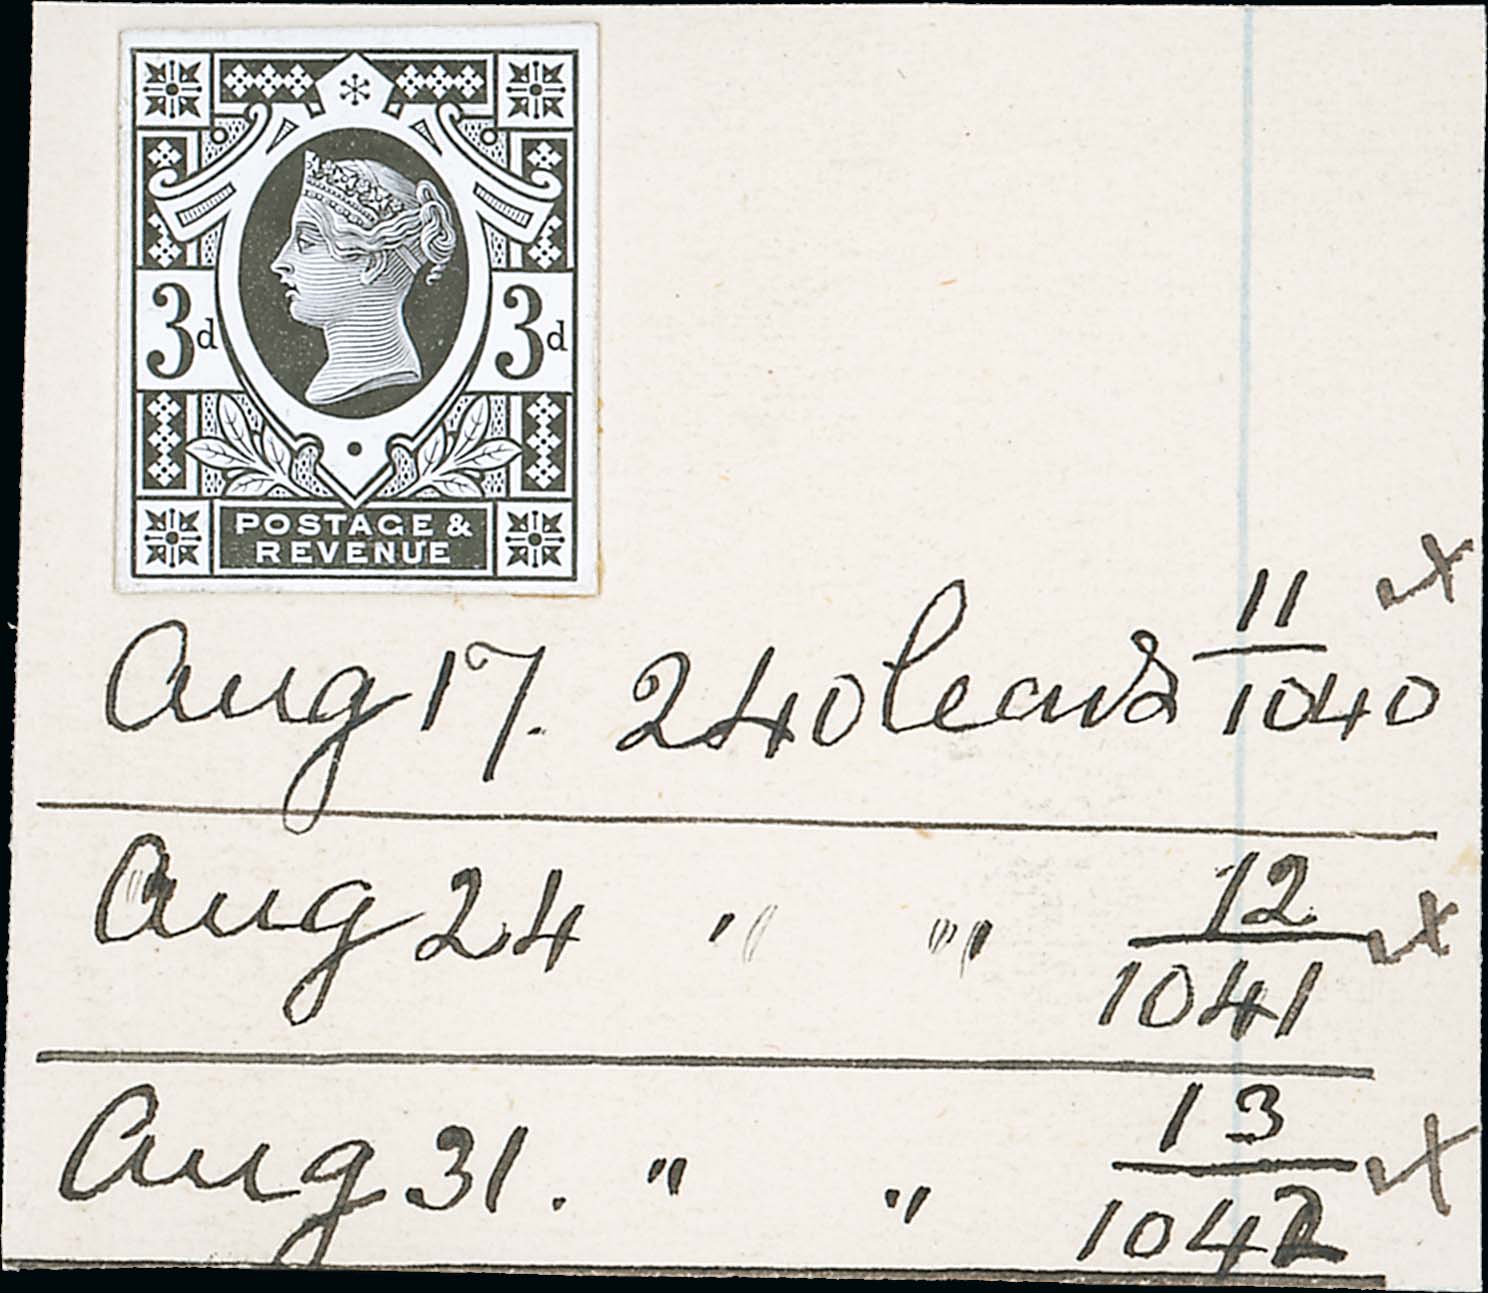 3d 3d
POSTAGE &
REVENUE
Aug 17. 240 leads 11/1040 x
Aug 24 " " 12/1041 x
Aug 31. " " 13/1042 x